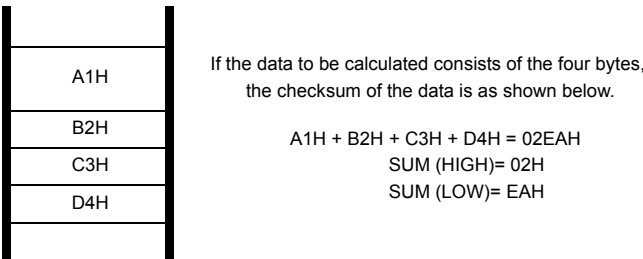 A1H
B2H
C3H
D4H
If the data to be calculated consists of the four bytes,
the checksum of the data is as shown below.
A1H + B2H + C3H + D4H = 02EAH
SUM (HIGH)= 02H
SUM (LOW)= EAH